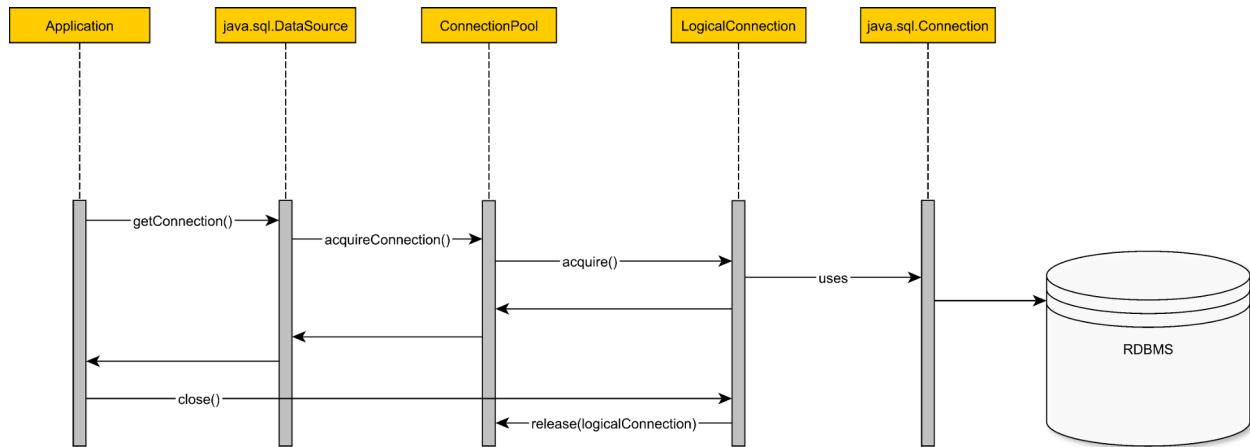 Application
java.sql.DataSource
ConnectionPool
LogicalConnection
java.sql.Connection
getConnection()
acquireConnection()
acquire()
uses
RDBMS
close()
release(logicalConnection)